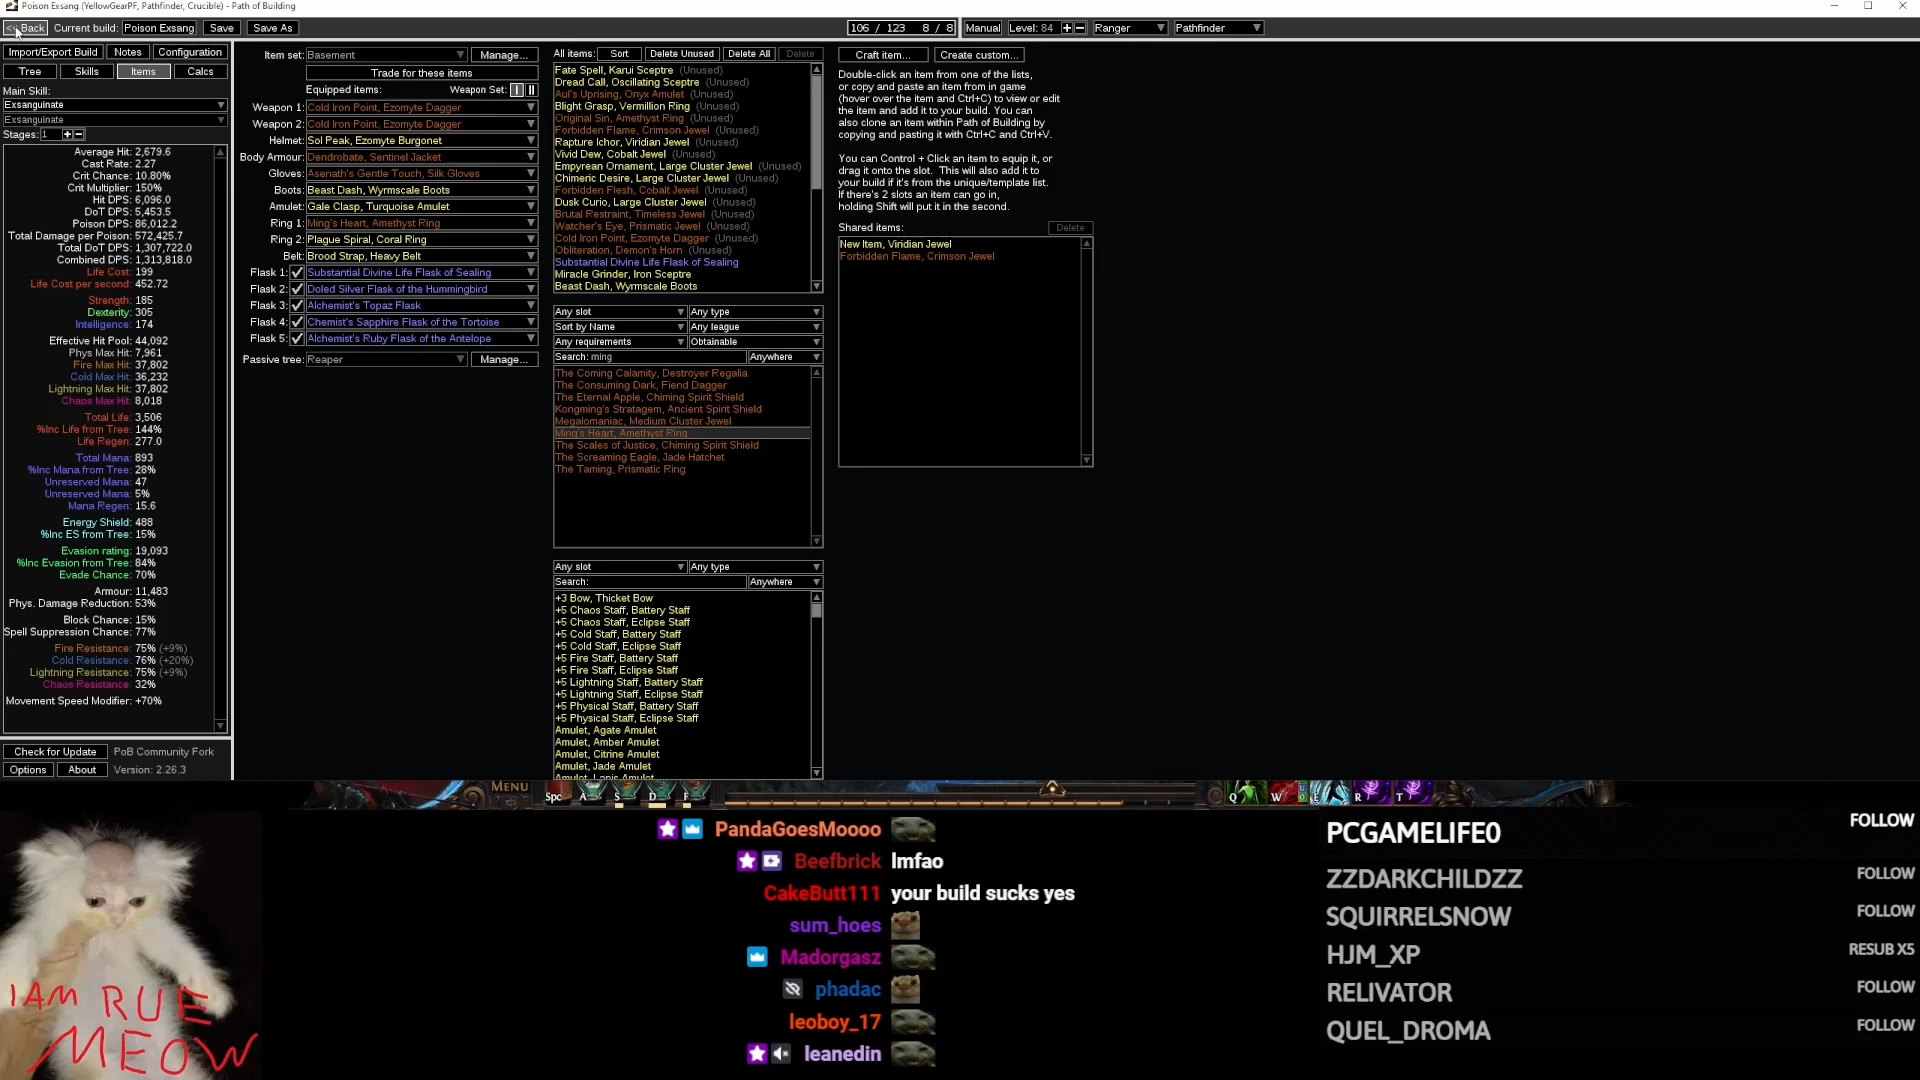 Poison Exsang (YellowGearPF, Pathfinder, Crucible) - Path of Building
<< Back Current build: Poison Exsang Save Save As 106 / 123 8 / 8 Manual Level: 84 + - Ranger Pathfinder
Import/Export Build Notes Configuration
Tree Skills Items Calcs
Main Skill:
Exsanguinate
Exsanguinate
Stages: 1 + -
Average Hit: 2,679.6
Cast Rate: 2.27
Crit Chance: 10.80%
Crit Multiplier: 150%
Hit DPS: 6,096.0
DoT DPS: 5,453.5
Poison DPS: 86,012.2
Total Damage per Poison: 572,425.7
Total DoT DPS: 1,307,722.0
Combined DPS: 1,313,818.0
Life Cost: 199
Life Cost per second: 452.72
Strength: 185
Dexterity: 305
Intelligence: 174
Effective Hit Pool: 44,092
Phys Max Hit: 7,961
Fire Max Hit: 37,802
Cold Max Hit: 36,232
Lightning Max Hit: 37,802
Chaos Max Hit: 8,018
Total Life: 3,506
%Inc Life from Tree: 144%
Life Regen: 277.0
Total Mana: 893
%Inc Mana from Tree: 28%
Unreserved Mana: 47
Unreserved Mana: 5%
Mana Regen: 15.6
Energy Shield: 488
%Inc ES from Tree: 15%
Evasion rating: 19,093
%Inc Evasion from Tree: 84%
Evade Chance: 70%
Armour: 11,483
Phys. Damage Reduction: 53%
Block Chance: 15%
Spell Suppression Chance: 77%
Fire Resistance: 75% (+9%)
Cold Resistance: 76% (+20%)
Lightning Resistance: 75% (+9%)
Chaos Resistance: 32%
Movement Speed Modifier: +70%
Check for Update PoB Community Fork
Options About Version: 2.26.3
Item set: Basement Manage...
Trade for these items
Equipped items: Weapon Set: I II
Weapon 1: Cold Iron Point, Ezomyte Dagger
Weapon 2: Cold Iron Point, Ezomyte Dagger
Helmet: Sol Peak, Ezomyte Burgonet
Body Armour: Dendrobate, Sentinel Jacket
Gloves: Asenath's Gentle Touch, Silk Gloves
Boots: Beast Dash, Wyrmscale Boots
Amulet: Gale Clasp, Turquoise Amulet
Ring 1: Ming's Heart, Amethyst Ring
Ring 2: Plague Spiral, Coral Ring
Belt: Brood Strap, Heavy Belt
Flask 1: Substantial Divine Life Flask of Sealing
Flask 2: Doled Silver Flask of the Hummingbird
Flask 3: Alchemist's Topaz Flask
Flask 4: Chemist's Sapphire Flask of the Tortoise
Flask 5: Alchemist's Ruby Flask of the Antelope
Passive tree: Reaper Manage...
All items: Sort Delete Unused Delete All Delete
Fate Spell, Karui Sceptre (Unused)
Dread Call, Oscillating Sceptre (Unused)
Aul's Uprising, Onyx Amulet (Unused)
Blight Grasp, Vermillion Ring (Unused)
Original Sin, Amethyst Ring (Unused)
Forbidden Flame, Crimson Jewel (Unused)
Rapture Ichor, Viridian Jewel (Unused)
Vivid Dew, Cobalt Jewel (Unused)
Empyrean Ornament, Large Cluster Jewel (Unused)
Chimeric Desire, Large Cluster Jewel (Unused)
Forbidden Flesh, Cobalt Jewel (Unused)
Dusk Curio, Large Cluster Jewel (Unused)
Brutal Restraint, Timeless Jewel (Unused)
Watcher's Eye, Prismatic Jewel (Unused)
Cold Iron Point, Ezomyte Dagger (Unused)
Obliteration, Demon's Horn (Unused)
Substantial Divine Life Flask of Sealing
Miracle Grinder, Iron Sceptre
Beast Dash, Wyrmscale Boots
Any slot Any type
Sort by Name Any league
Any requirements Obtainable
Search: ming Anywhere
The Coming Calamity, Destroyer Regalia
The Consuming Dark, Fiend Dagger
The Eternal Apple, Chiming Spirit Shield
Kongming's Stratagem, Ancient Spirit Shield
Megalomaniac, Medium Cluster Jewel
Ming's Heart, Amethyst Ring
The Scales of Justice, Chiming Spirit Shield
The Screaming Eagle, Jade Hatchet
The Taming, Prismatic Ring
Any slot Any type
Search: Anywhere
+3 Bow, Thicket Bow
+5 Chaos Staff, Battery Staff
+5 Chaos Staff, Eclipse Staff
+5 Cold Staff, Battery Staff
+5 Cold Staff, Eclipse Staff
+5 Fire Staff, Battery Staff
+5 Fire Staff, Eclipse Staff
+5 Lightning Staff, Battery Staff
+5 Lightning Staff, Eclipse Staff
+5 Physical Staff, Battery Staff
+5 Physical Staff, Eclipse Staff
Amulet, Agate Amulet
Amulet, Amber Amulet
Amulet, Citrine Amulet
Amulet, Jade Amulet
Amulet, Lapis Amulet
Craft item... Create custom...
Double-click an item from one of the lists,
or copy and paste an item from in game
(hover over the item and Ctrl+C) to view or edit
the item and add it to your build. You can
also clone an item within Path of Building by
copying and pasting it with Ctrl+C and Ctrl+V.
You can Control + Click an item to equip it, or
drag it onto the slot. This will also add it to
your build if it's from the unique/template list.
If there's 2 slots an item can go in,
holding Shift will put it in the second.
Shared items: Delete
New Item, Viridian Jewel
Forbidden Flame, Crimson Jewel
MENU Spc A S D F Q W E R T
I AM RUE
MEOW
PandaGoesMoooo
Beefbrick lmfao
CakeButt111 your build sucks yes
sum_hoes
Madorgasz
phadac
leoboy_17
leanedin
PCGAMELIFE0 FOLLOW
ZZDARKCHILDZZ FOLLOW
SQUIRRELSNOW FOLLOW
HJM_XP RESUB X5
RELIVATOR FOLLOW
QUEL_DROMA FOLLOW